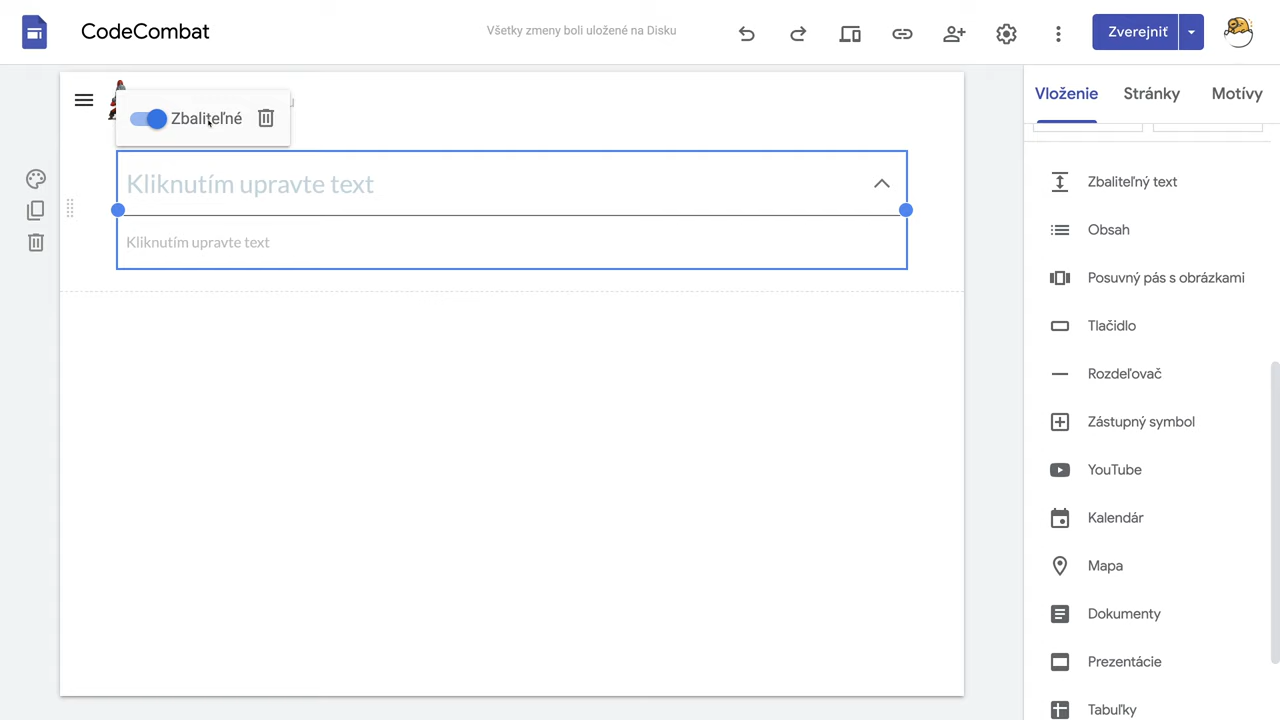 CodeCombat
Všetky zmeny boli uložené na Disku
Zverejniť
Vloženie
Stránky
Motívy
Zbaliteľné
Kliknutím upravte text
Kliknutím upravte text
Zbaliteľný text
Obsah
Posuvný pás s obrázkami
Tlačidlo
Rozdeľovač
Zástupný symbol
YouTube
Kalendár
Mapa
Dokumenty
Prezentácie
Tabuľky